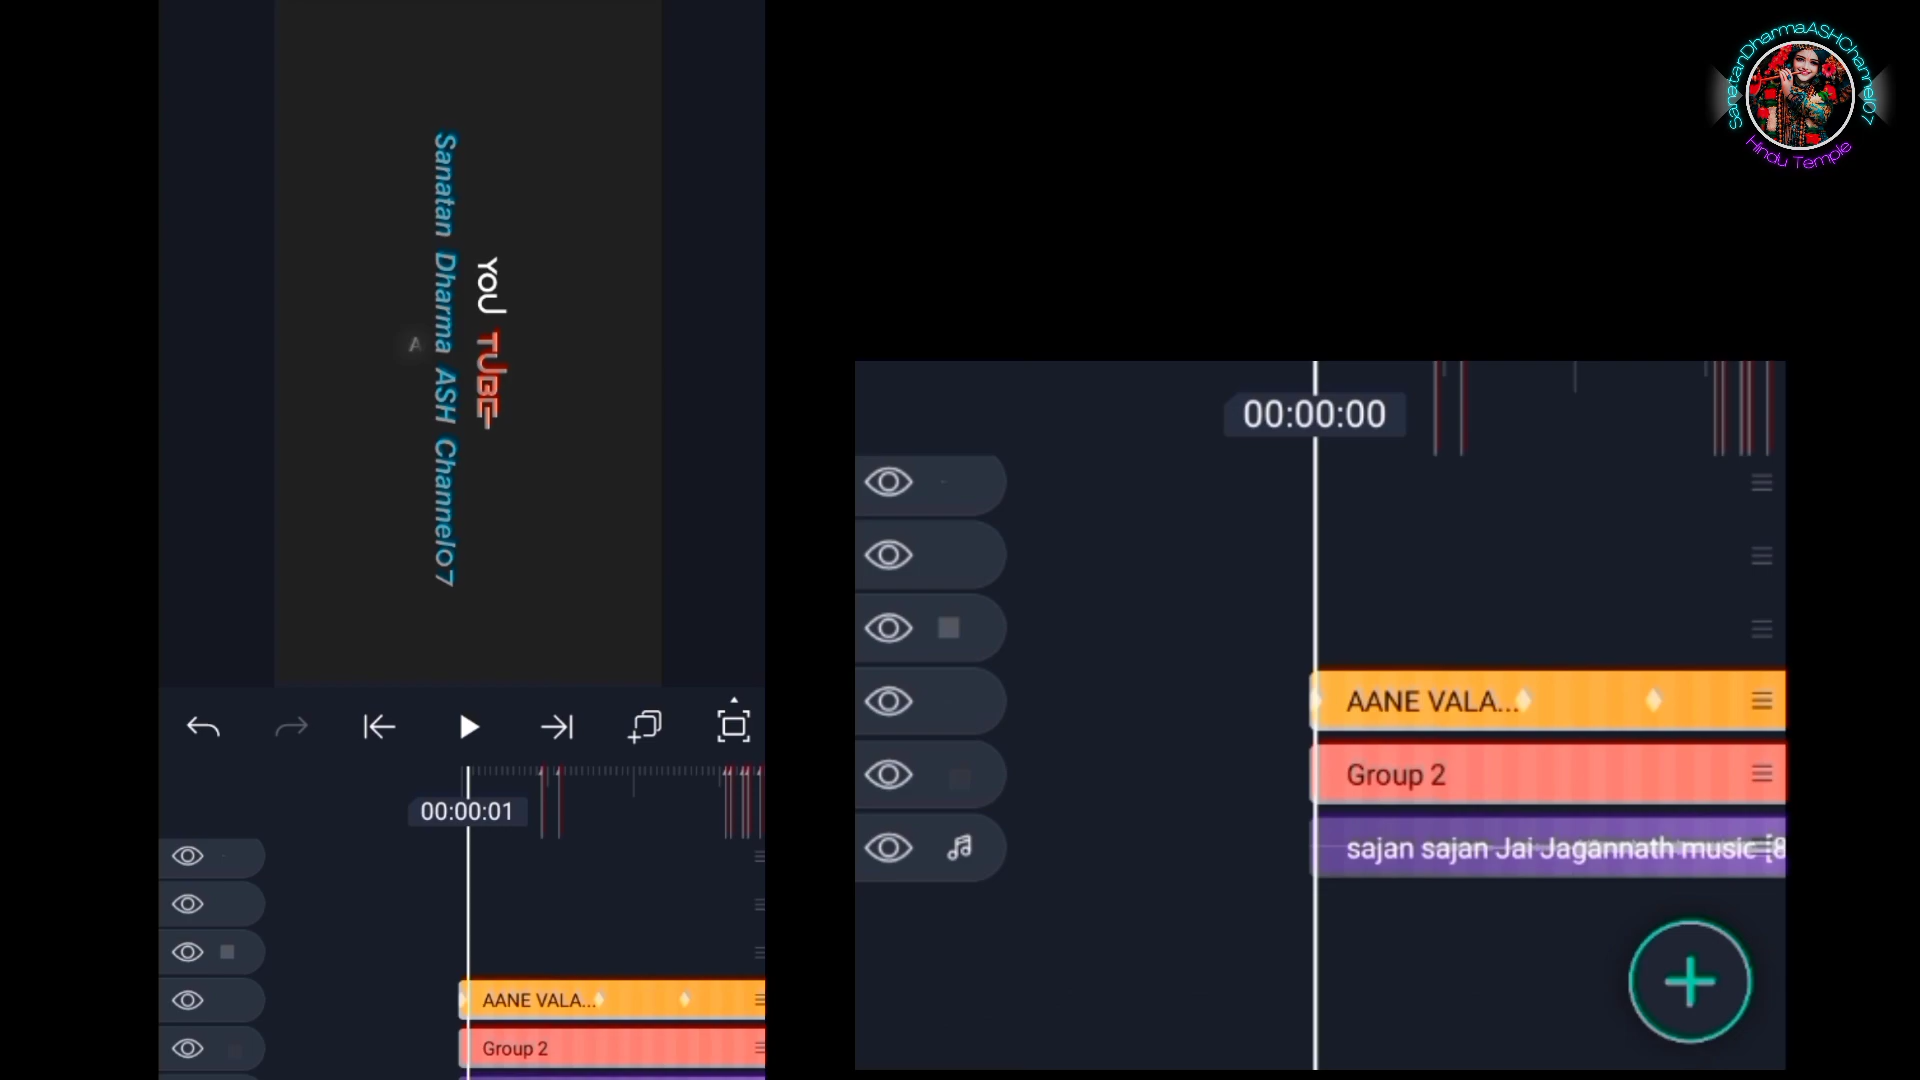 YOU TUBE
Sanatan Dharma ASH Channel07
A
00:00:01
AANE VALA...
Group 2
SanatanDharmaASHChannel07
Hindu Temple
00:00:00
AANE VALA...
Group 2
sajan sajan Jai Jagannath music [8